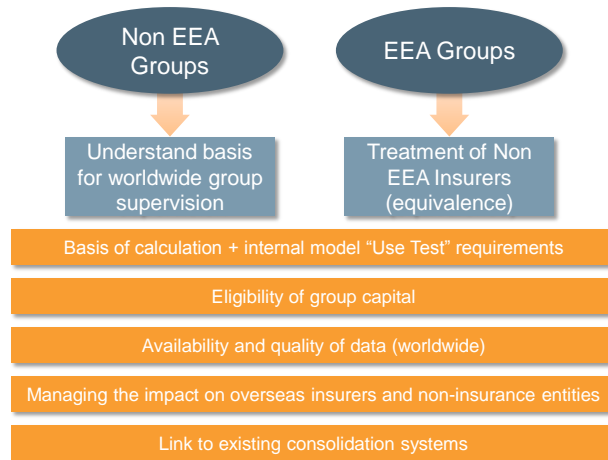 Non EEA
Groups
EEA Groups
Understand basis
for worldwide group
supervision
Treatment of Non
EEA Insurers
(equivalence)
Basis of calculation + internal model “Use Test” requirements
Eligibility of group capital
Availability and quality of data (worldwide)
Managing the impact on overseas insurers and non-insurance entities
Link to existing consolidation systems